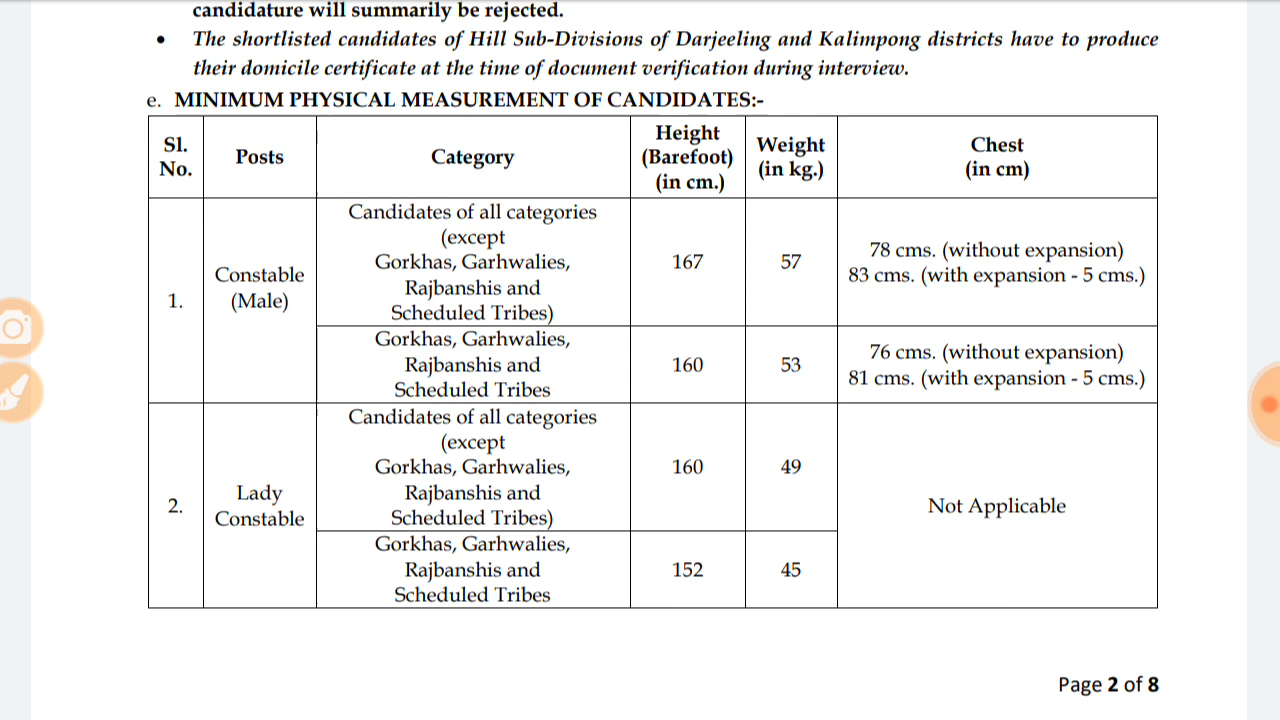 candidature will summarily be rejected.
• The shortlisted candidates of Hill Sub-Divisions of Darjeeling and Kalimpong districts have to produce
their domicile certificate at the time of document verification during interview.
e. MINIMUM PHYSICAL MEASUREMENT OF CANDIDATES:-
Sl.
No.
Posts
Category
Height
(Barefoot)
(in cm.)
Weight
(in kg.)
Chest
(in cm)
1.
Constable
(Male)
Candidates of all categories
(except
Gorkhas, Garhwalies,
Rajbanshis and
Scheduled Tribes)
167
57
78 cms. (without expansion)
83 cms. (with expansion - 5 cms.)
Gorkhas, Garhwalies,
Rajbanshis and
Scheduled Tribes
160
53
76 cms. (without expansion)
81 cms. (with expansion - 5 cms.)
2.
Lady
Constable
Candidates of all categories
(except
Gorkhas, Garhwalies,
Rajbanshis and
Scheduled Tribes)
160
49
Not Applicable
Gorkhas, Garhwalies,
Rajbanshis and
Scheduled Tribes
152
45
Page 2 of 8